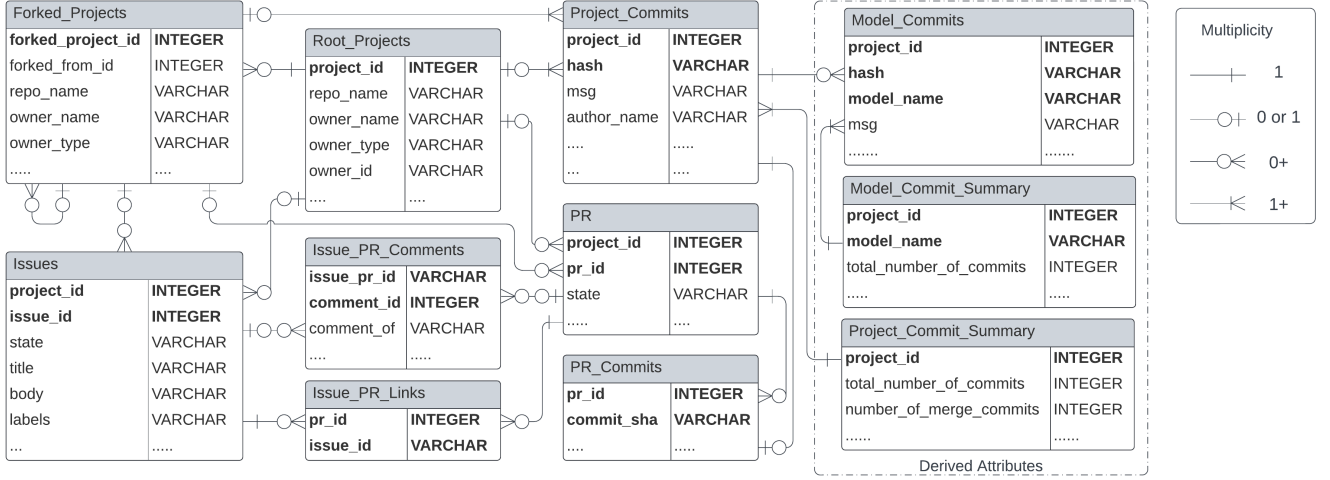 Forked_Projects
forked_project_id INTEGER
forked_from_id INTEGER
repo_name VARCHAR
owner_name VARCHAR
owner_type VARCHAR
..... ....
Root_Projects
project_id INTEGER
repo_name VARCHAR
owner_name VARCHAR
owner_type VARCHAR
owner_id VARCHAR
.... ....
Project_Commits
project_id INTEGER
hash VARCHAR
msg VARCHAR
author_name VARCHAR
.... .....
... ....
Model_Commits
project_id INTEGER
hash VARCHAR
model_name VARCHAR
msg VARCHAR
....... .......
Multiplicity
1
0 or 1
0+
1+
Model_Commit_Summary
project_id INTEGER
model_name VARCHAR
total_number_of_commits INTEGER
..... .....
PR
project_id INTEGER
pr_id INTEGER
state VARCHAR
..... ....
Issues
project_id INTEGER
issue_id INTEGER
state VARCHAR
title VARCHAR
body VARCHAR
labels VARCHAR
... .....
Issue_PR_Comments
issue_pr_id VARCHAR
comment_id INTEGER
comment_of VARCHAR
.... .....
Issue_PR_Links
pr_id INTEGER
issue_id VARCHAR
PR_Commits
pr_id INTEGER
commit_sha VARCHAR
.... .....
Project_Commit_Summary
project_id INTEGER
total_number_of_commits INTEGER
number_of_merge_commits INTEGER
...... ......
Derived Attributes